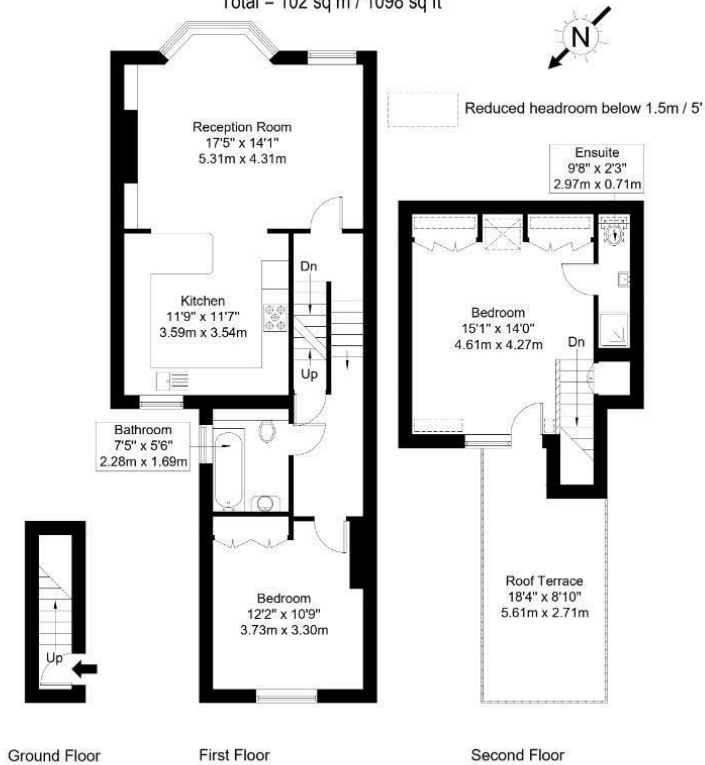 Total = 102 sq m / 1098 sq ft
N
Reduced headroom below 1.5m / 5'
Reception Room
17'5" x 14'1"
5.31m x 4.31m
Ensuite
9'8" x 2'3"
2.97m x 0.71m
Dn
Kitchen
11'9" x 11'7"
3.59m x 3.54m
Up
Bedroom
15'1" x 14'0"
4.61m x 4.27m
Dn
Bathroom
7'5" x 5'6"
2.28m x 1.69m
Bedroom
12'2" x 10'9"
3.73m x 3.30m
Roof Terrace
18'4" x 8'10"
5.61m x 2.71m
Up
Ground Floor
First Floor
Second Floor